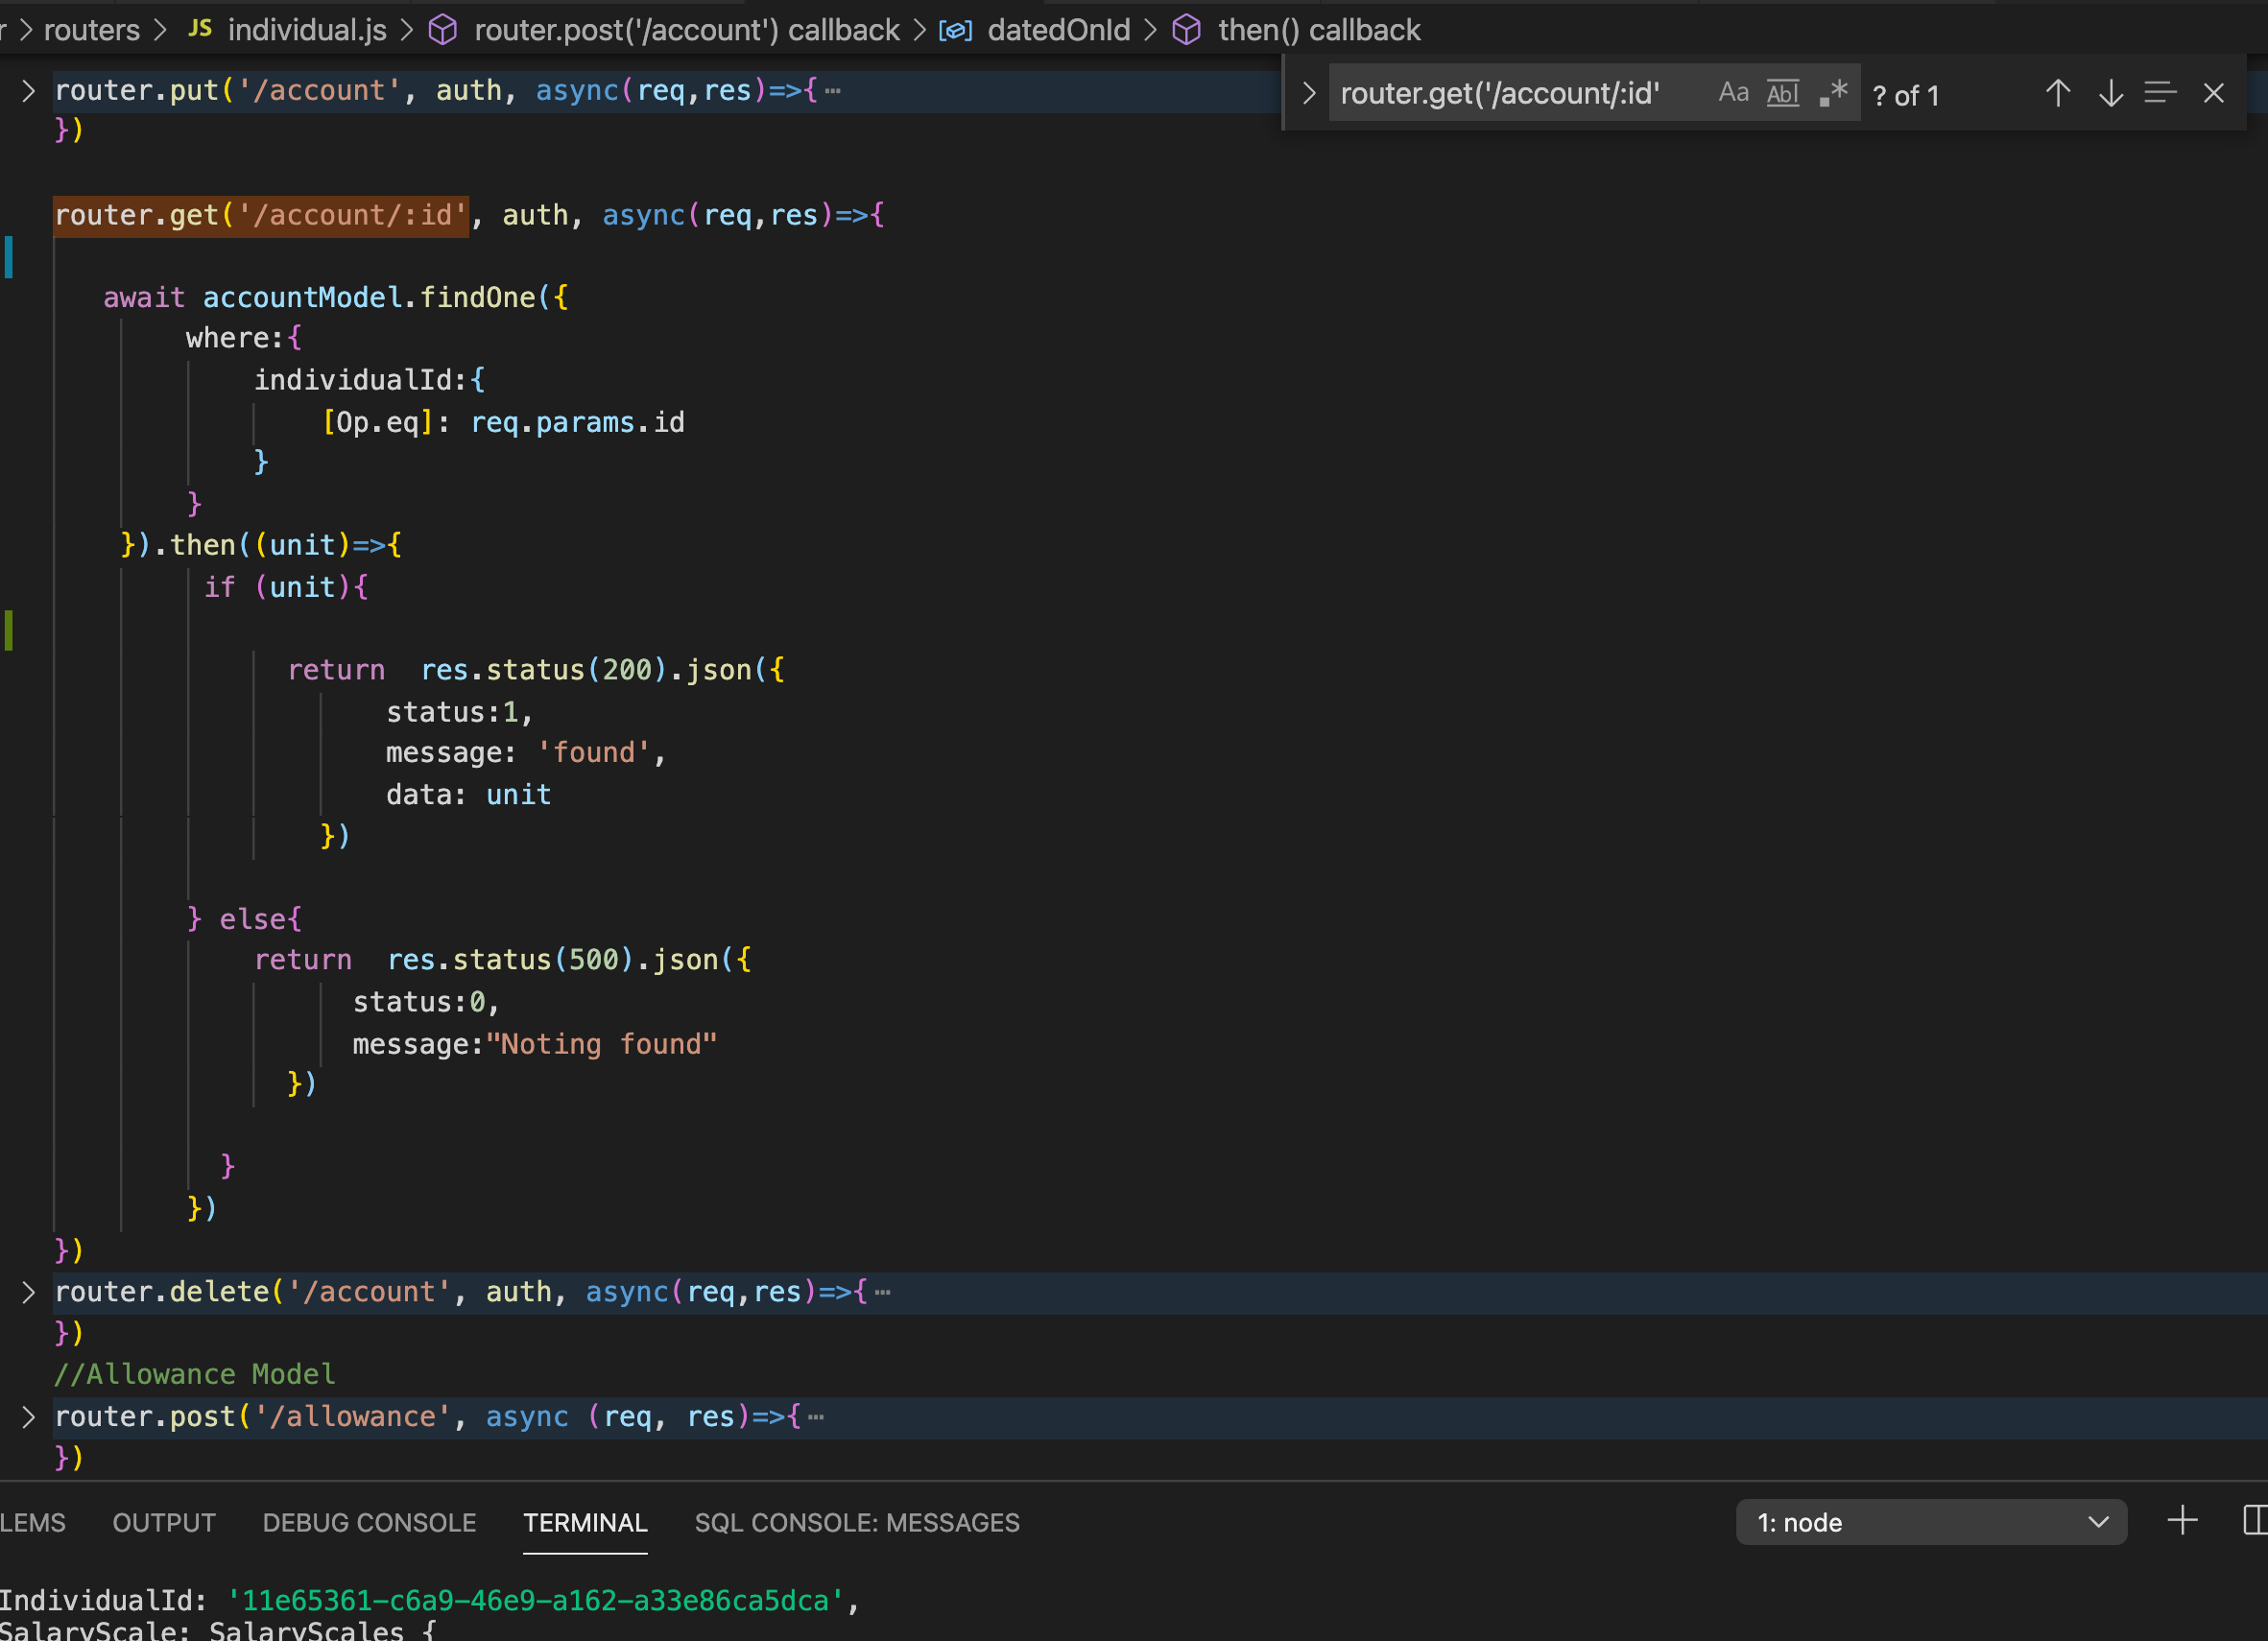 r > routers > JS individual.js > router.post('/account') callback > datedOnId > then() callback
router.put('/account', auth, async(req,res)=>{ ⋯
})
router.get('/account/:id' Aa Abl .* ? of 1
router.get('/account/:id', auth, async(req,res)=>{
await accountModel.findOne({
where:{
individualId:{
[Op.eq]: req.params.id
}
}
}).then((unit)=>{
if (unit){
return  res.status(200).json({
status:1,
message: 'found',
data: unit
})
} else{
return  res.status(500).json({
status:0,
message:"Noting found"
})
}
})
})
router.delete('/account', auth, async(req,res)=>{ ⋯
})
//Allowance Model
router.post('/allowance', async (req, res)=>{ ⋯
})
LEMS OUTPUT DEBUG CONSOLE TERMINAL SQL CONSOLE: MESSAGES 1: node
IndividualId: '11e65361-c6a9-46e9-a162-a33e86ca5dca',
SalaryScale: SalaryScales {